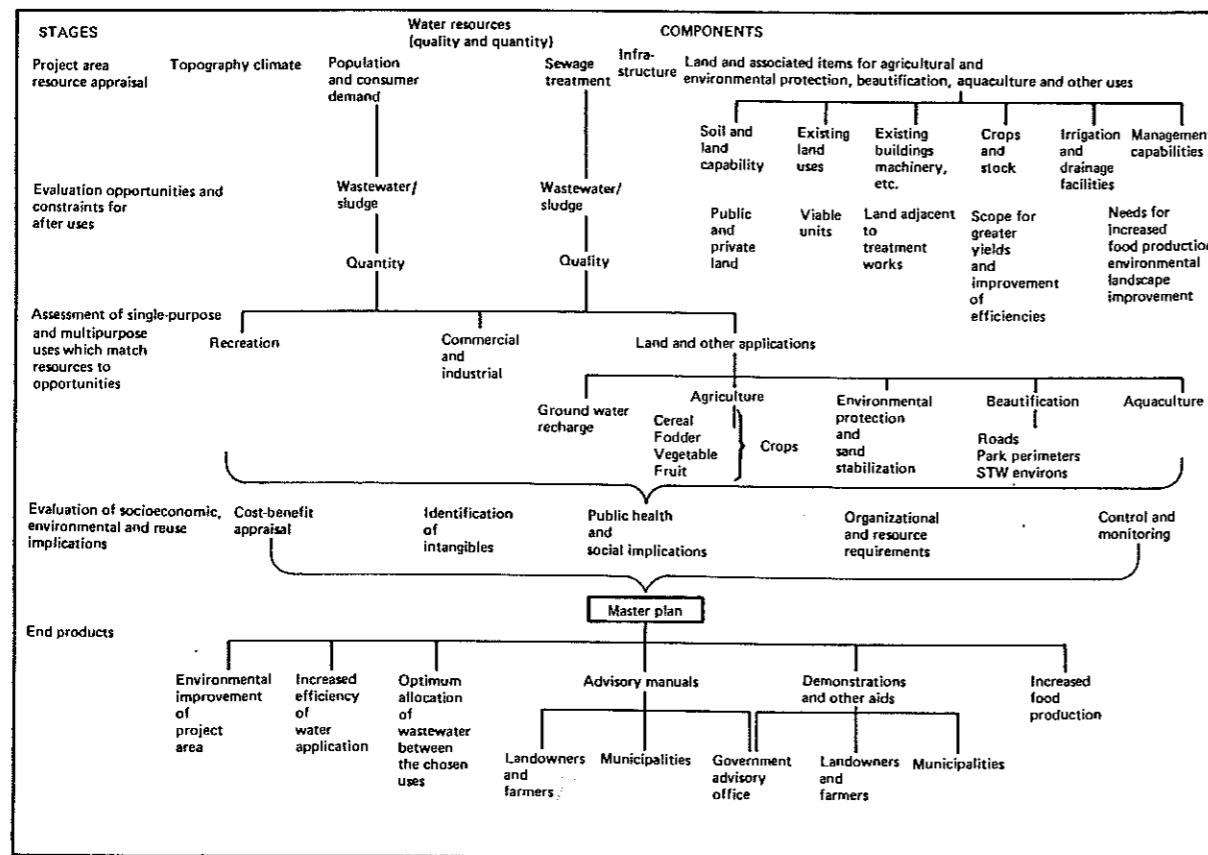 STAGES
Water resources
(quality and quantity)
COMPONENTS
Project area
resource appraisal
Topography climate
Population
and consumer
demand
Sewage
treatment
Infra-
structure
Land and associated items for agricultural and
environmental protection, beautification, aquaculture and other uses
Soil and
land
capability
Existing
land
uses
Existing
buildings
machinery,
etc.
Crops
and
stock
Irrigation
and
drainage
facilities
Management
capabilities
Evaluation opportunities and
constraints for
after uses
Wastewater/
sludge
Wastewater/
sludge
Public
and
private
land
Viable
units
Land adjacent
to
treatment
works
Scope for
greater
yields
and
improvement
of
efficiencies
Needs for
increased
food production
environmental
landscape
improvement
Quantity
Quality
Assessment of single-purpose
and multipurpose
uses which match
resources to
opportunities
Recreation
Commercial
and
industrial
Land and other applications
Ground water
recharge
Agriculture
Cereal
Fodder
Vegetable
Fruit
Crops
Environmental
protection
and
sand
stabilization
Beautification
Roads
Park perimeters
STW environs
Aquaculture
Evaluation of socioeconomic,
environmental and reuse
implications
Cost-benefit
appraisal
Identification
of
intangibles
Public health
and
social implications
Organizational
and resource
requirements
Control and
monitoring
Master plan
End products
Environmental
improvement
of
project
area
Increased
efficiency
of
water
application
Optimum
allocation
of
wastewater
between
the chosen
uses
Advisory manuals
Demonstrations
and other aids
Increased
food
production
Landowners
and
farmers
Municipalities
Government
advisory
office
Landowners
and
farmers
Municipalities